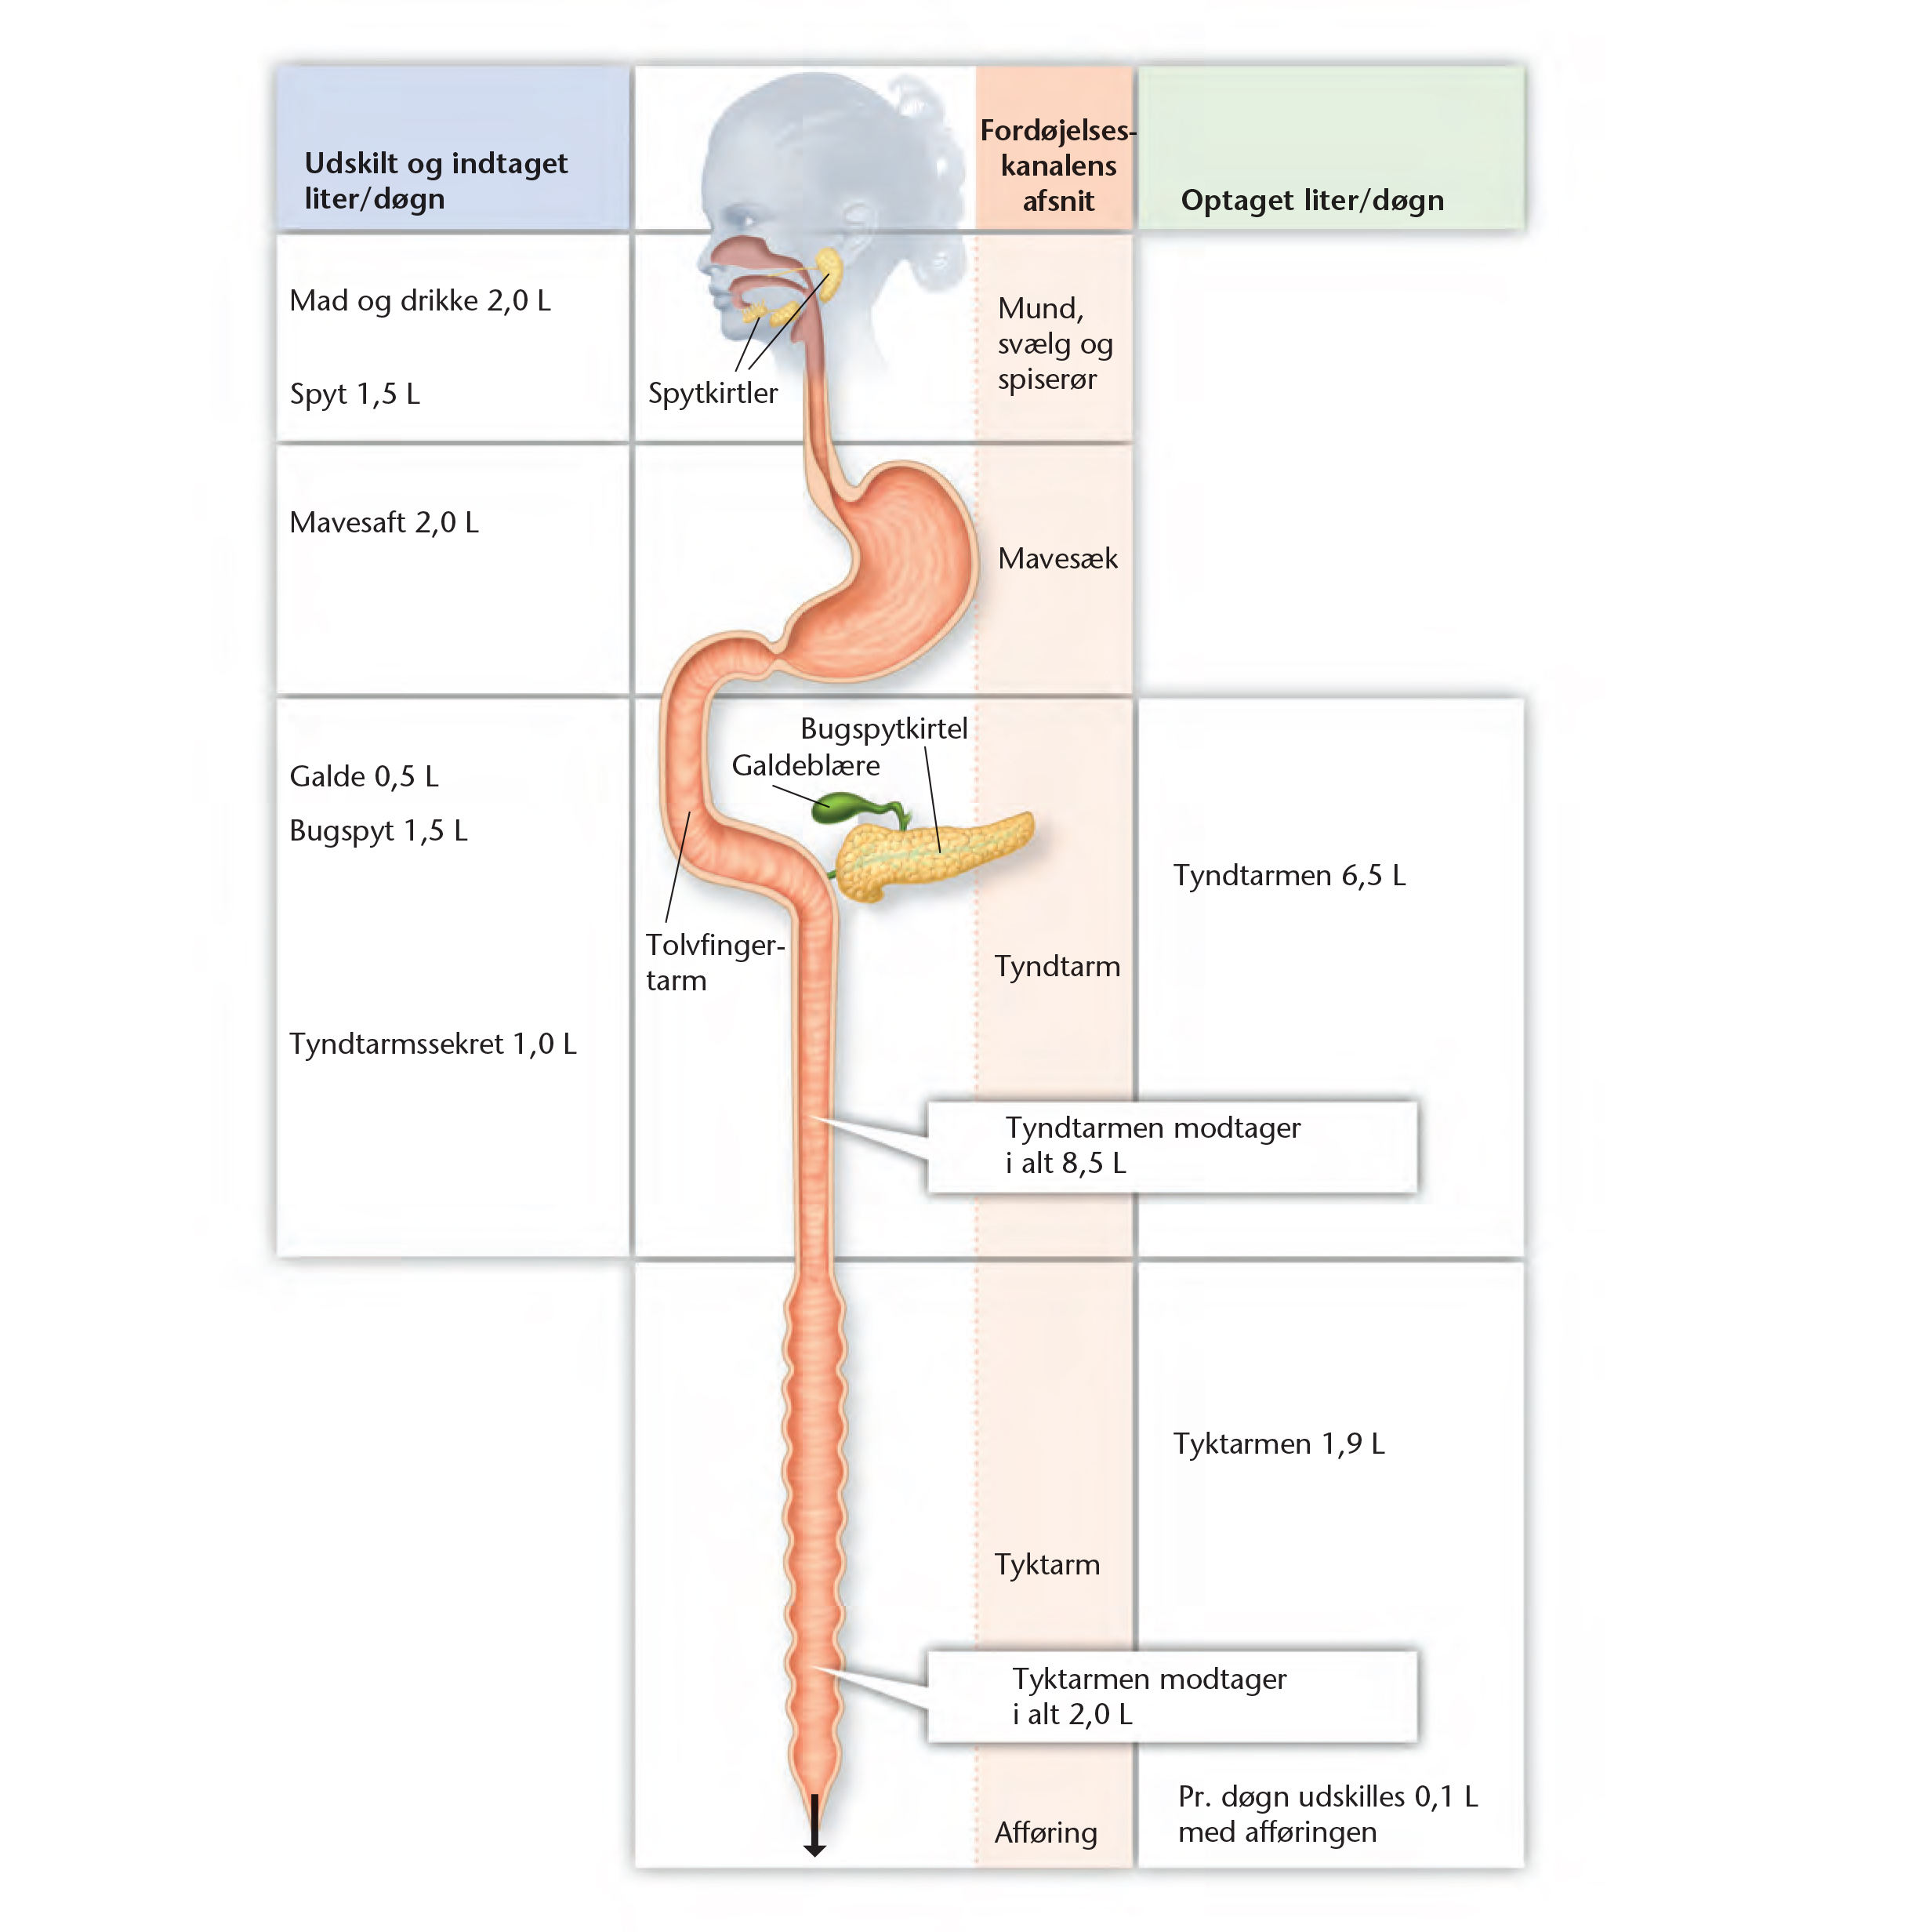 Udskilt og indtaget
liter/døgn
Fordøjelses-
kanalens
afsnit
Optaget liter/døgn
Mad og drikke 2,0 L
Spyt 1,5 L
Spytkirtler
Mund,
svælg og
spiserør
Mavesaft 2,0 L
Mavesæk
Galde 0,5 L
Bugspyt 1,5 L
Tyndtarmssekret 1,0 L
Bugspytkirtel
Galdeblære
Tolvfinger-
tarm
Tyndtarm
Tyndtarmen 6,5 L
Tyndtarmen modtager
i alt 8,5 L
Tyktarmen 1,9 L
Tyktarm
Tyktarmen modtager
i alt 2,0 L
Afføring
Pr. døgn udskilles 0,1 L
med afføringen